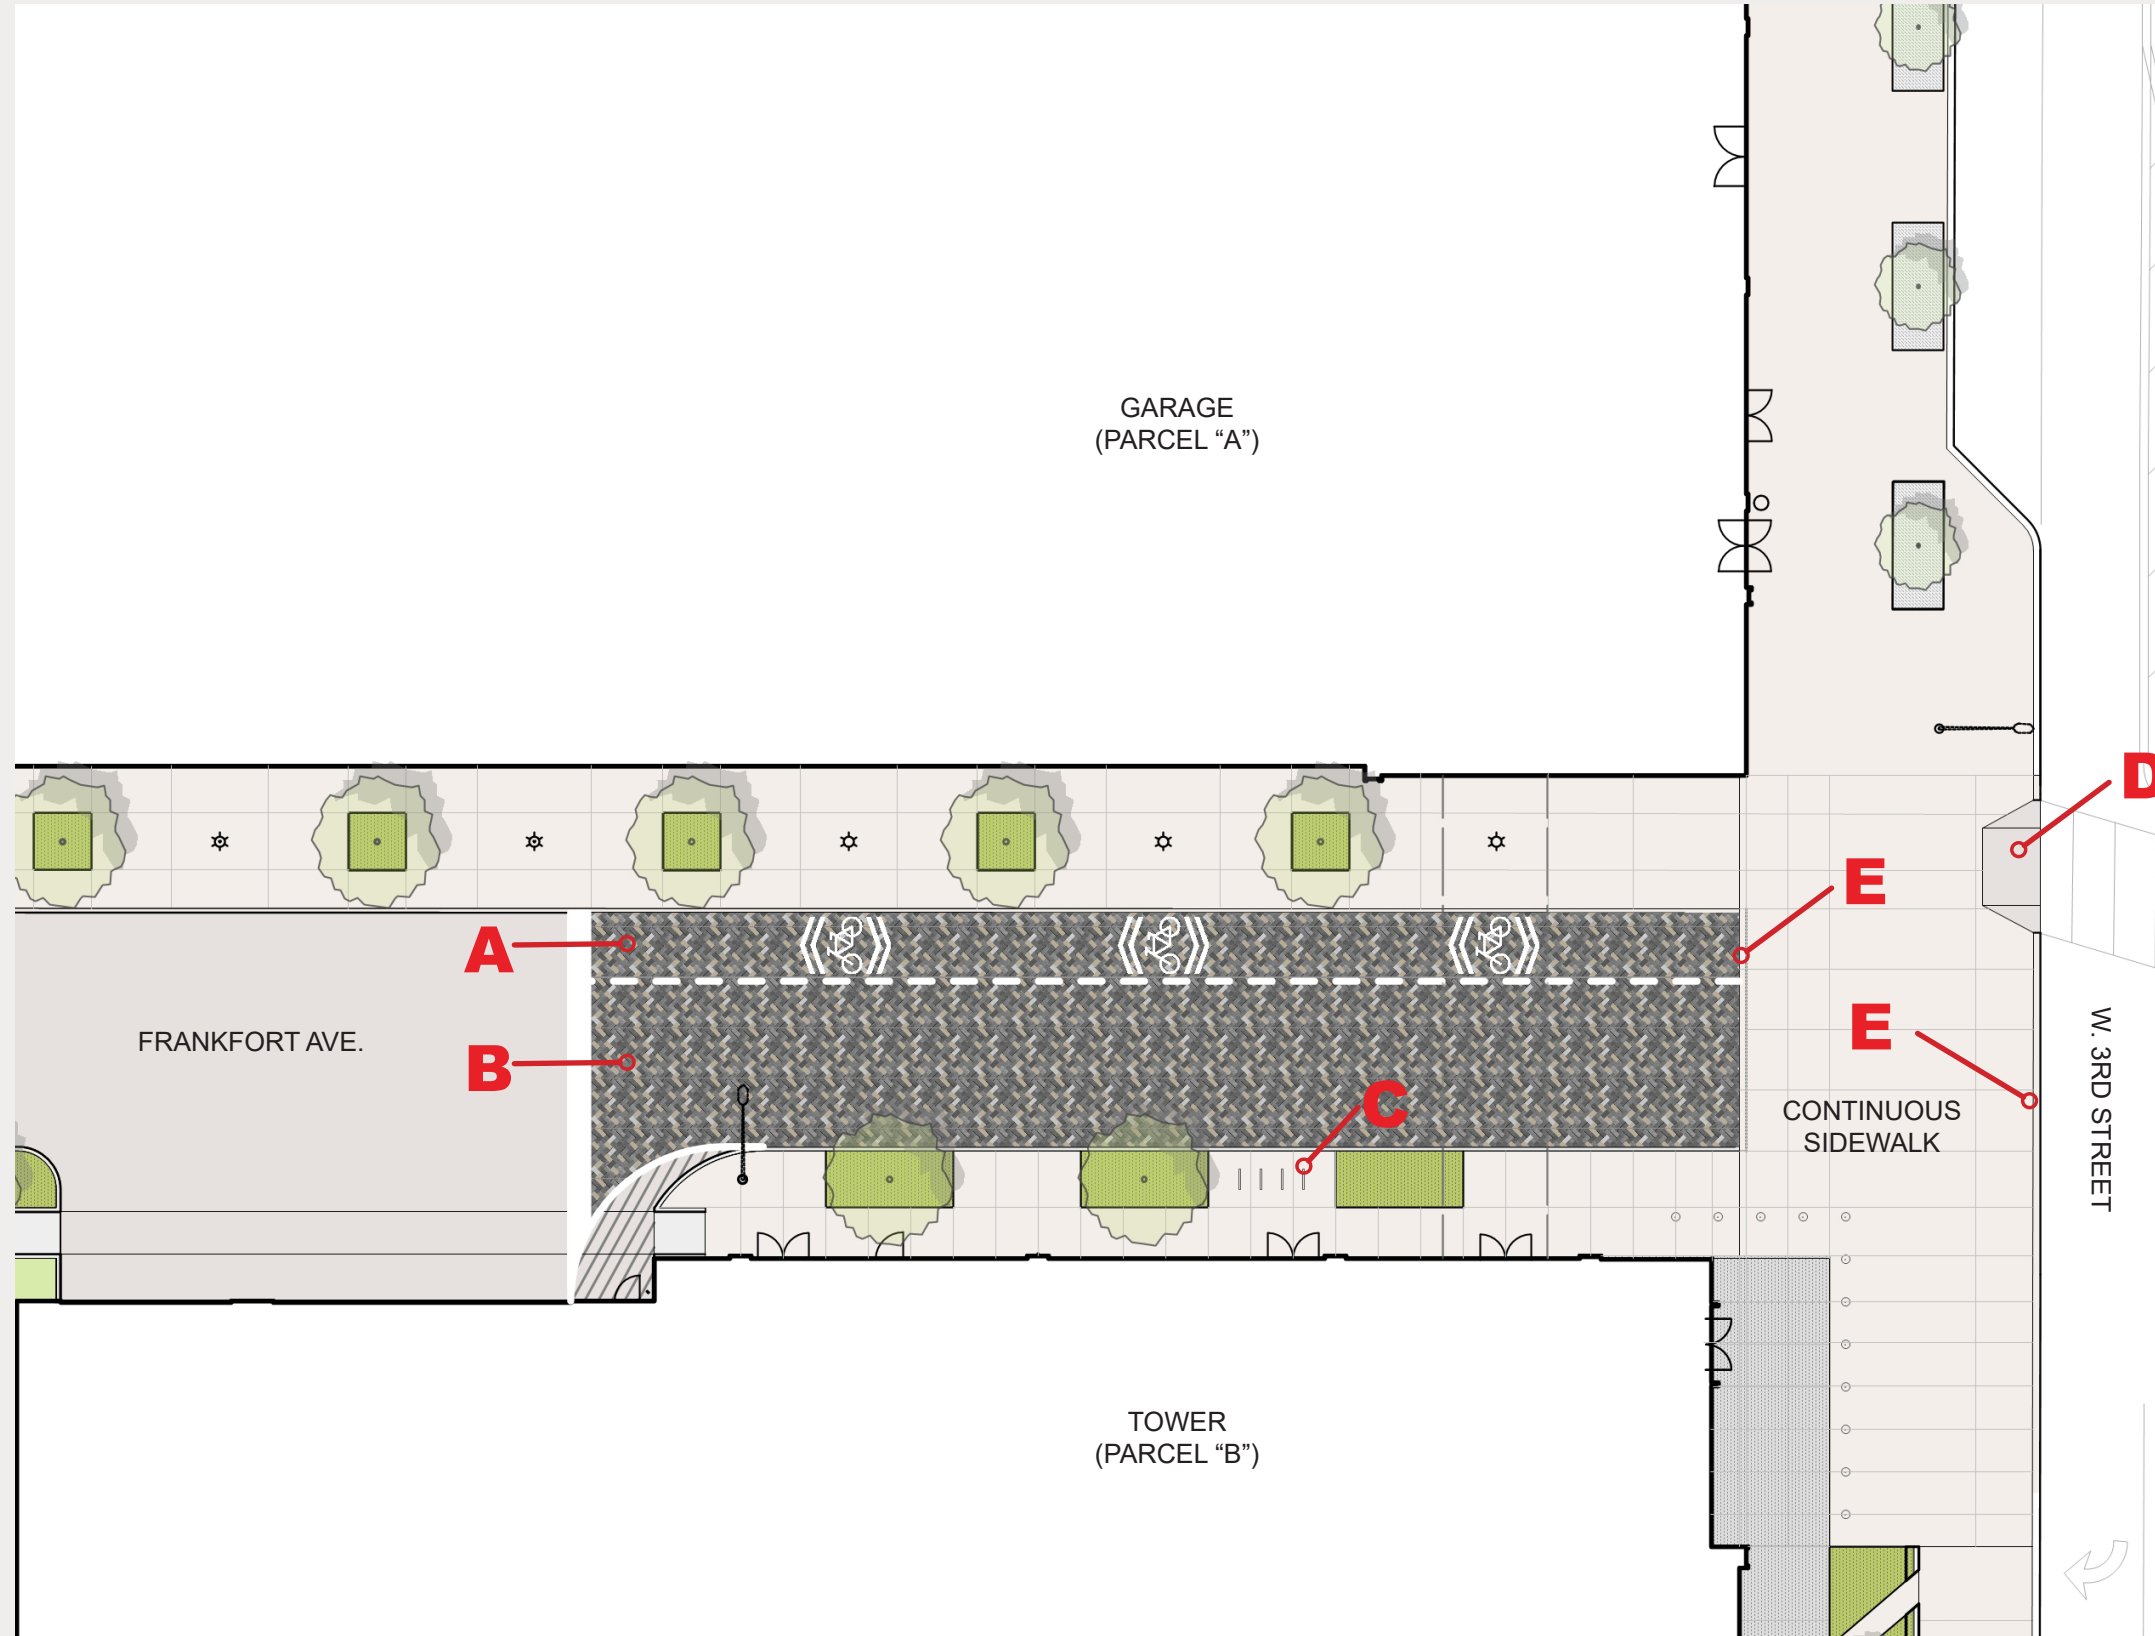 GARAGE
(PARCEL “A”)
D
E
A
FRANKFORT AVE.
B
E
C
CONTINUOUS
SIDEWALK
W. 3RD STREET
TOWER
(PARCEL “B”)